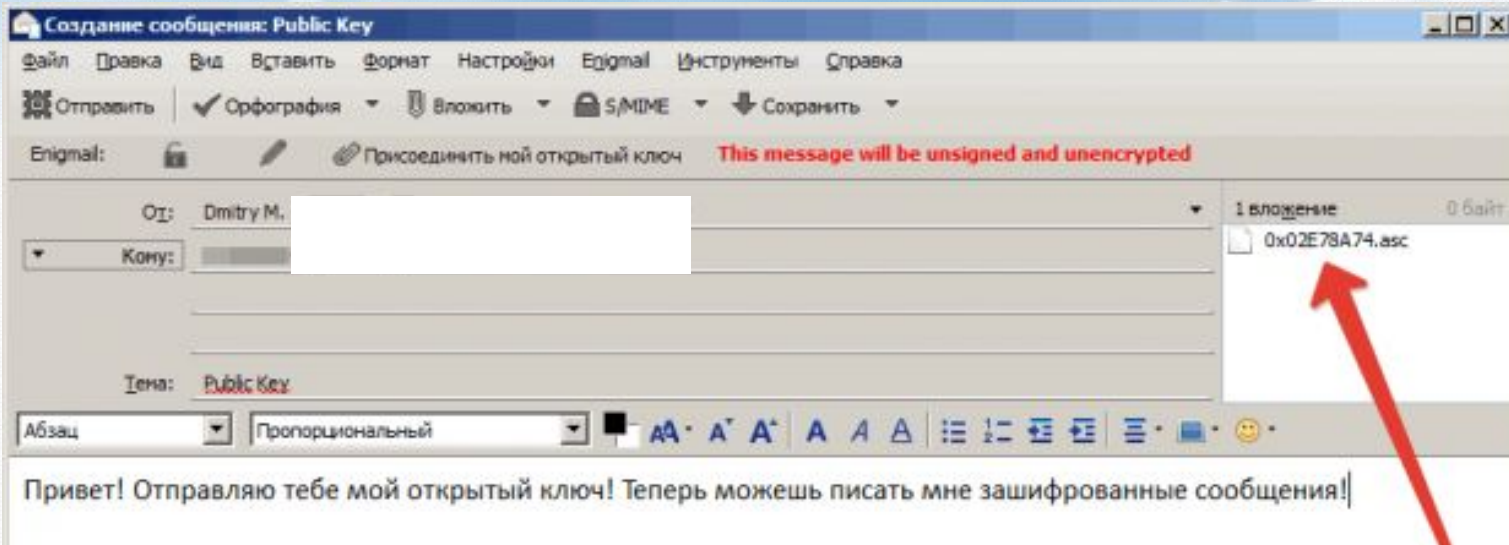 Создание сообщения: Public Key
Файл Правка Вид Вставить Формат Настройки Enigmail Инструменты Справка
Отправить Орфография Вложить S/MIME Сохранить
Enigmail: Присоединить мой открытый ключ This message will be unsigned and unencrypted
От: Dmitry M. 1 вложение 0 байт
Кому: 0x02E78A74.asc
Тема: Public Key
Абзац Пропорциональный
Привет! Отправляю тебе мой открытый ключ! Теперь можешь писать мне зашифрованные сообщения!